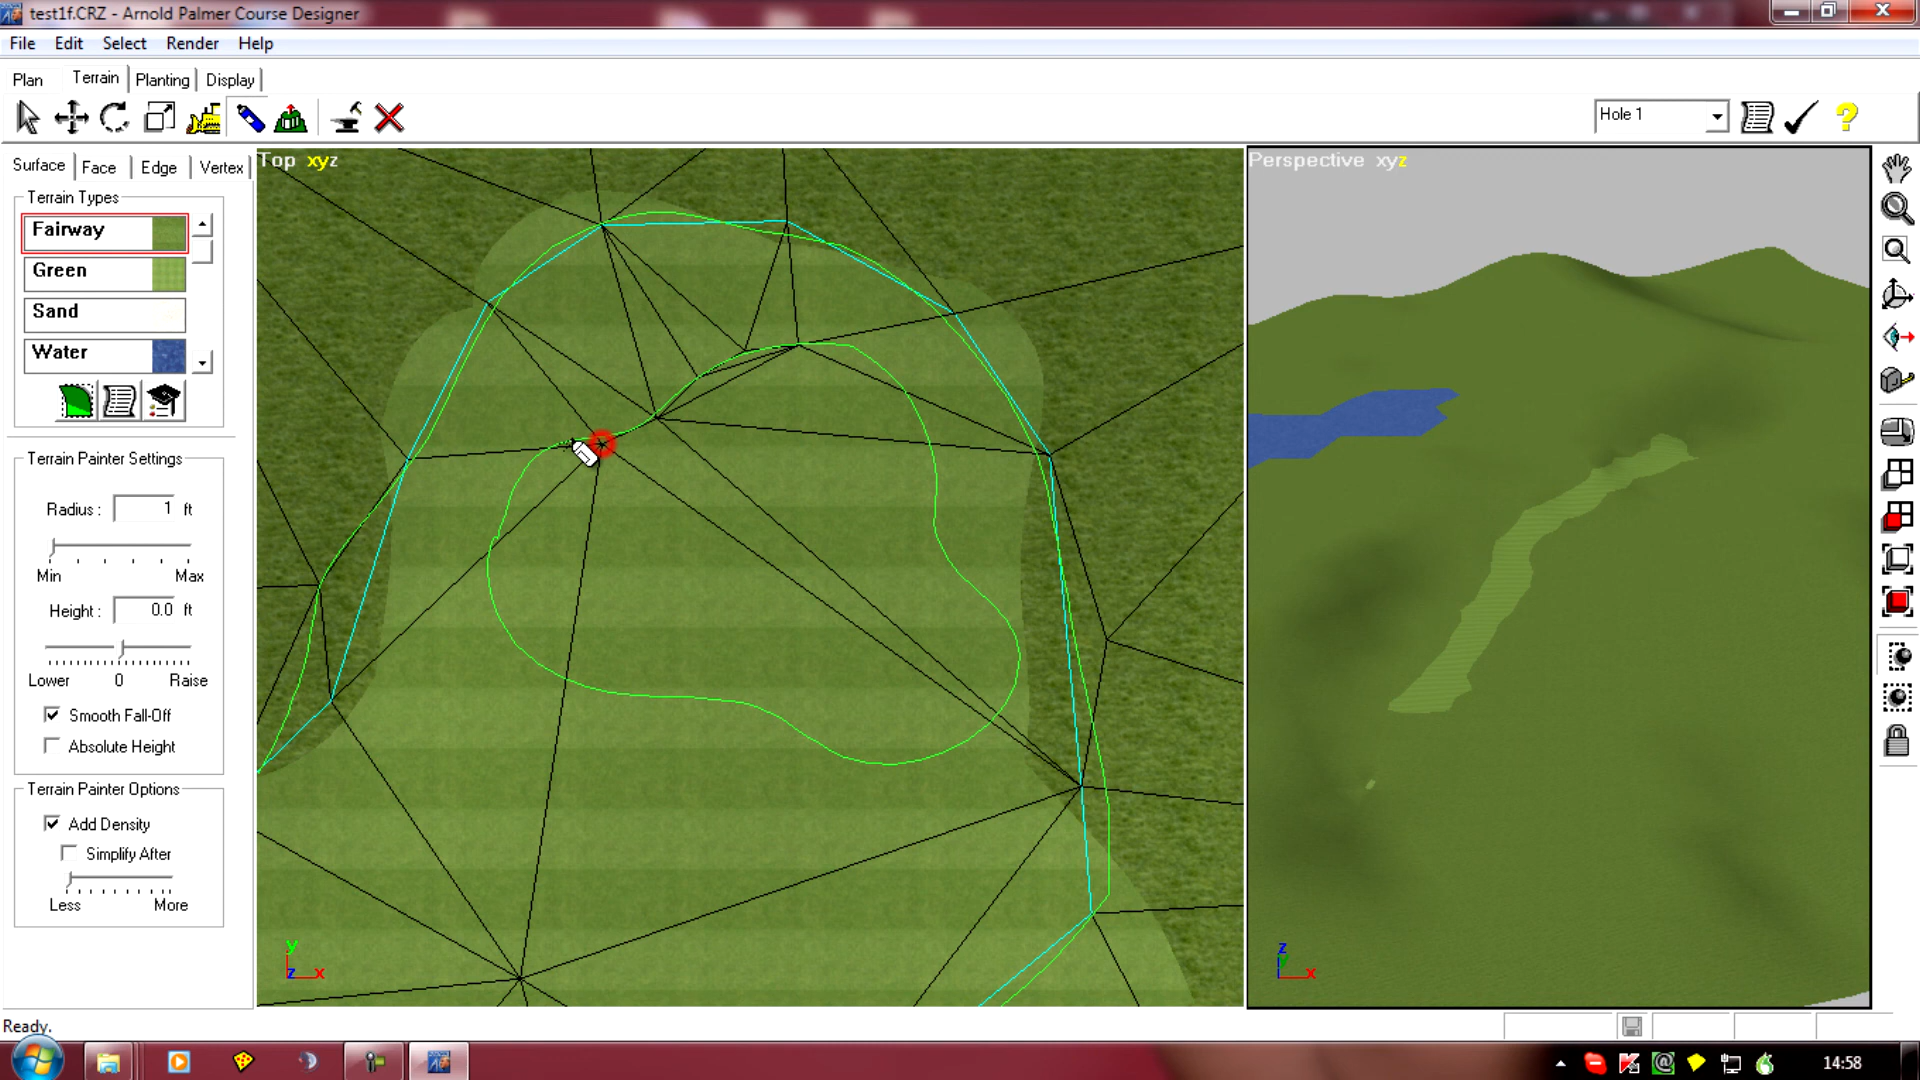 test1f.CRZ - Arnold Palmer Course Designer
File Edit Select Render Help
Plan Terrain Planting Display
Hole 1
Surface Face Edge Vertex
Terrain Types
Fairway
Green
Sand
Water
Terrain Painter Settings
Radius : 1 ft
Min Max
Height : 0.0 ft
Lower 0 Raise
Smooth Fall-Off
Absolute Height
Terrain Painter Options
Add Density
Simplify After
Less More
Top xyz
y
z x
Perspective xyz
z
y
x
Ready.
14:58